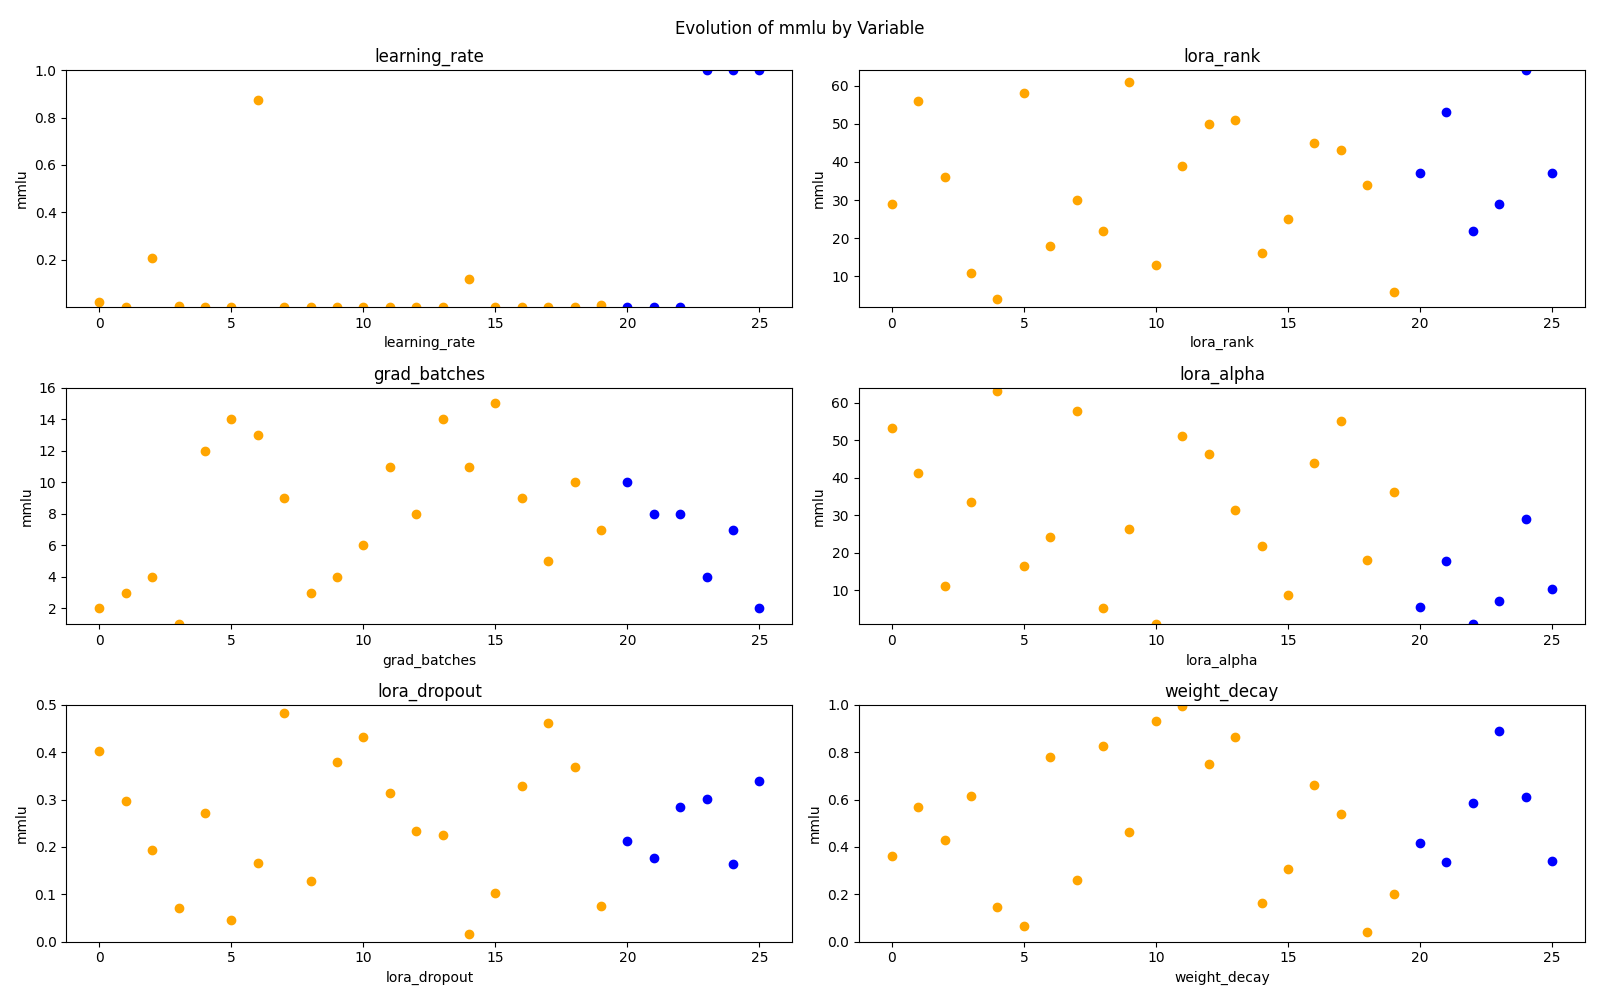 Evolution of mmlu by Variable
learning_rate
1.0
0.8
0.6
0.4
0.2
mmlu
0 5 10 15 20 25
learning_rate
lora_rank
60
50
40
30
20
10
mmlu
0 5 10 15 20 25
lora_rank
grad_batches
16
14
12
10
8
6
4
2
mmlu
0 5 10 15 20 25
grad_batches
lora_alpha
60
50
40
30
20
10
mmlu
0 5 10 15 20 25
lora_alpha
lora_dropout
0.5
0.4
0.3
0.2
0.1
0.0
mmlu
0 5 10 15 20 25
lora_dropout
weight_decay
1.0
0.8
0.6
0.4
0.2
0.0
mmlu
0 5 10 15 20 25
weight_decay